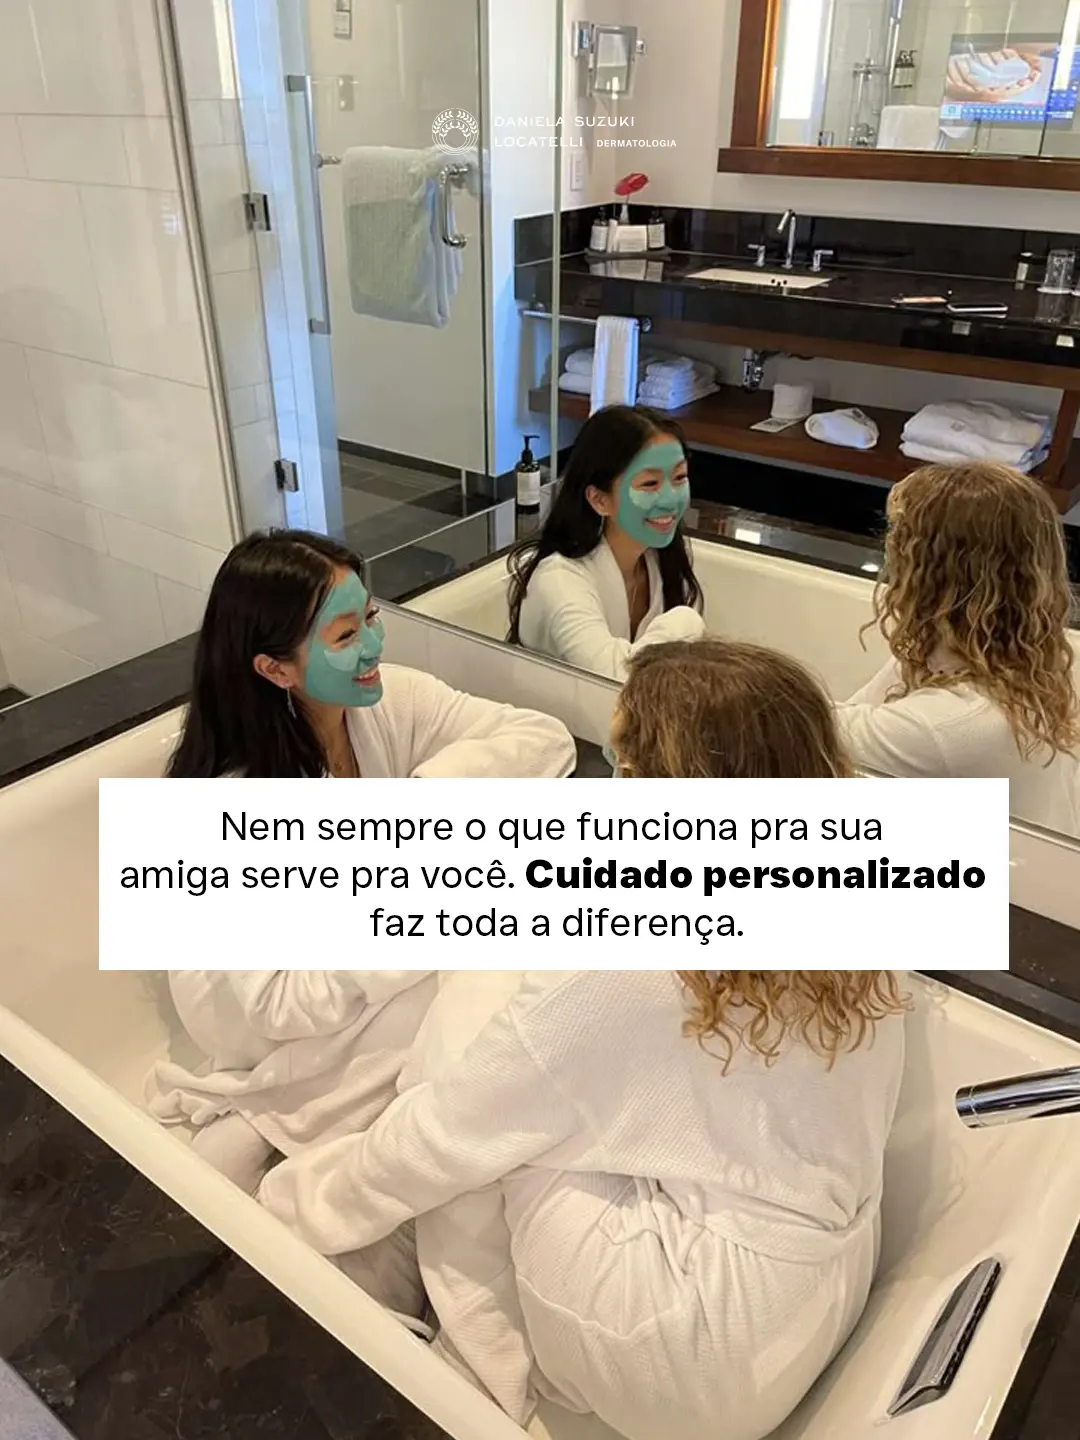 DANIELA SUZUKI
LOCATELLI DERMATOLOGIA
Nem sempre o que funciona pra sua
amiga serve pra você. Cuidado personalizado
faz toda a diferença.